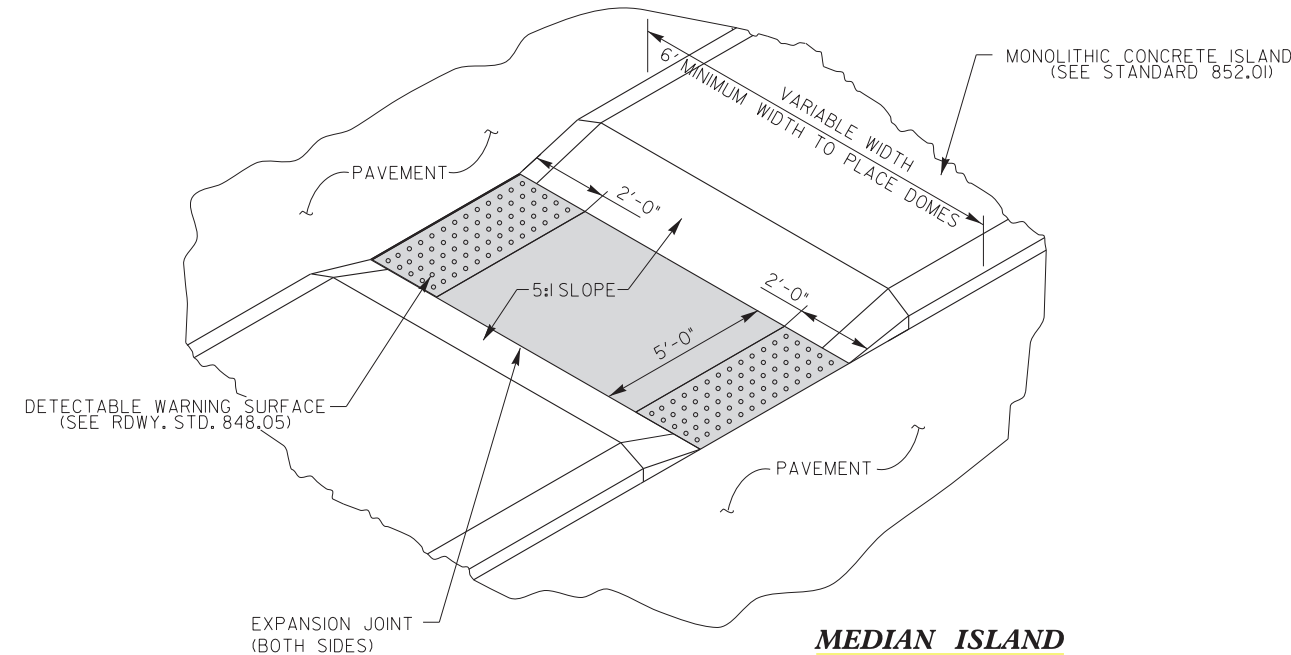 MONOLITHIC CONCRETE ISLAND
(SEE STANDARD 852.01)
VARIABLE WIDTH
6' MINIMUM WIDTH TO PLACE DOMES
PAVEMENT
2'-0"
5:1 SLOPE
2'-0"
5'-0"
DETECTABLE WARNING SURFACE
(SEE RDWY. STD. 848.05)
PAVEMENT
EXPANSION JOINT
(BOTH SIDES)
MEDIAN ISLAND